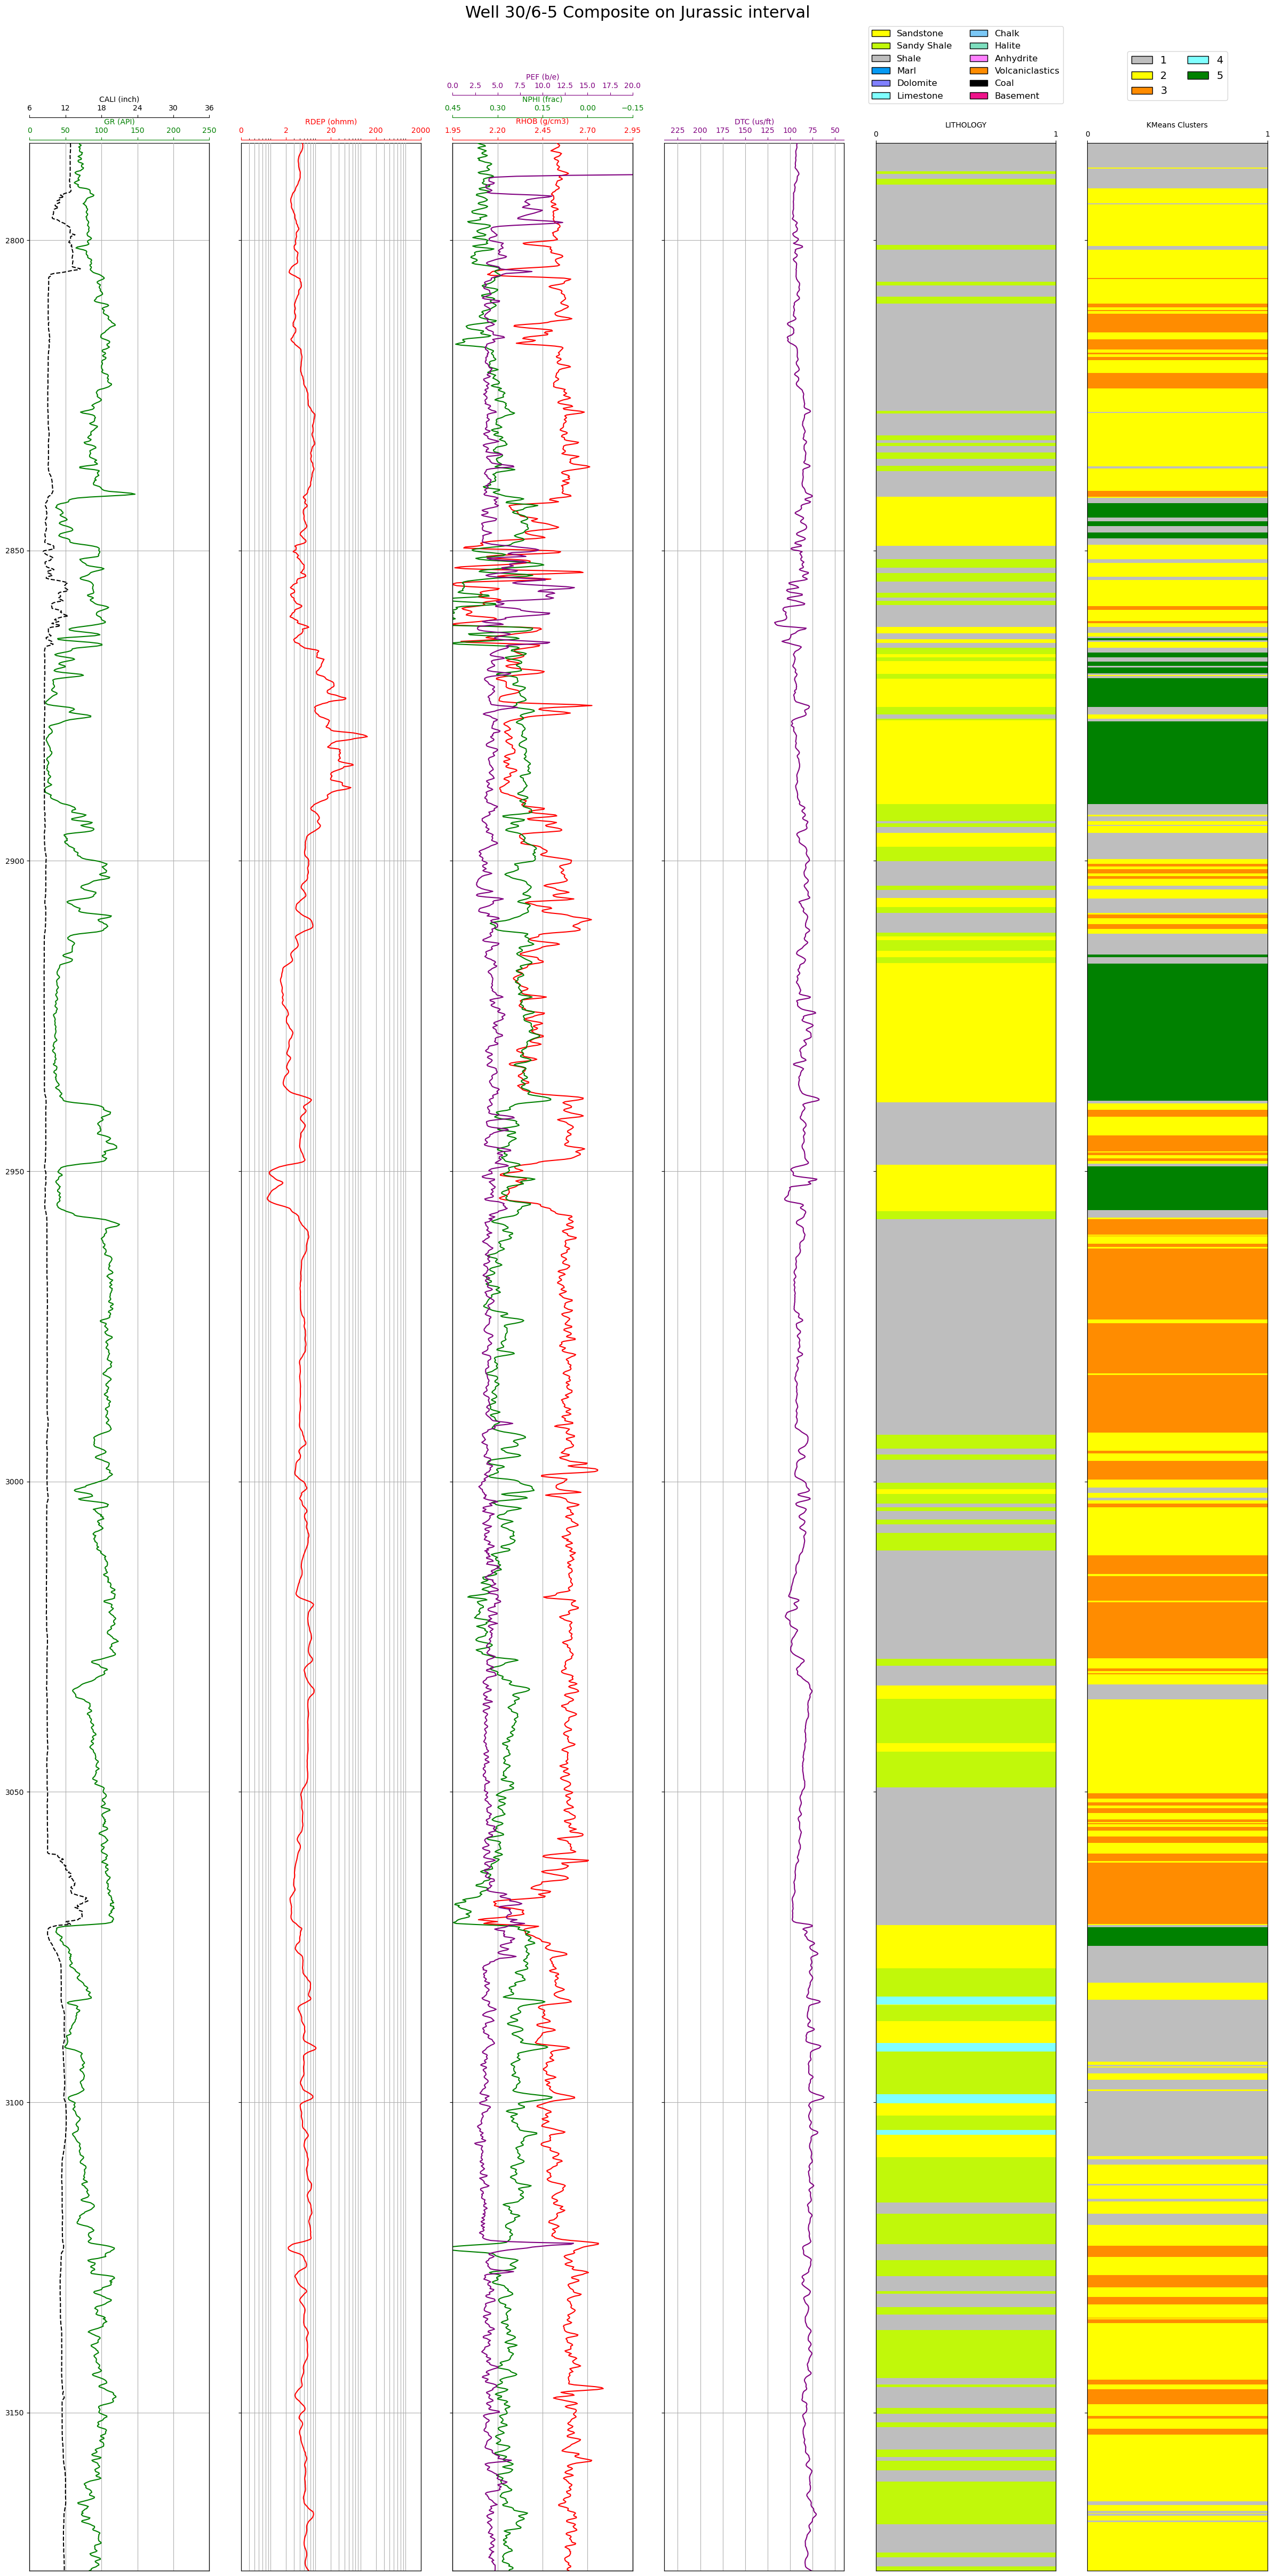 Well 30/6-5 Composite on Jurassic interval
Sandstone Chalk
Sandy Shale Halite
Shale Anhydrite
Marl Volcaniclastics
Dolomite Coal
Limestone Basement
1 4
2 5
3
PEF (b/e)
0.0 2.5 5.0 7.5 10.0 12.5 15.0 17.5 20.0
CALI (inch)
6 12 18 24 30 36
NPHI (frac)
0.45 0.30 0.15 0.00 −0.15
GR (API)
0 50 100 150 200 250
RDEP (ohmm)
0 2 20 200 2000
RHOB (g/cm3)
1.95 2.20 2.45 2.70 2.95
DTC (us/ft)
225 200 175 150 125 100 75 50
LITHOLOGY
0 1
KMeans Clusters
0 1
2800
2850
2900
2950
3000
3050
3100
3150